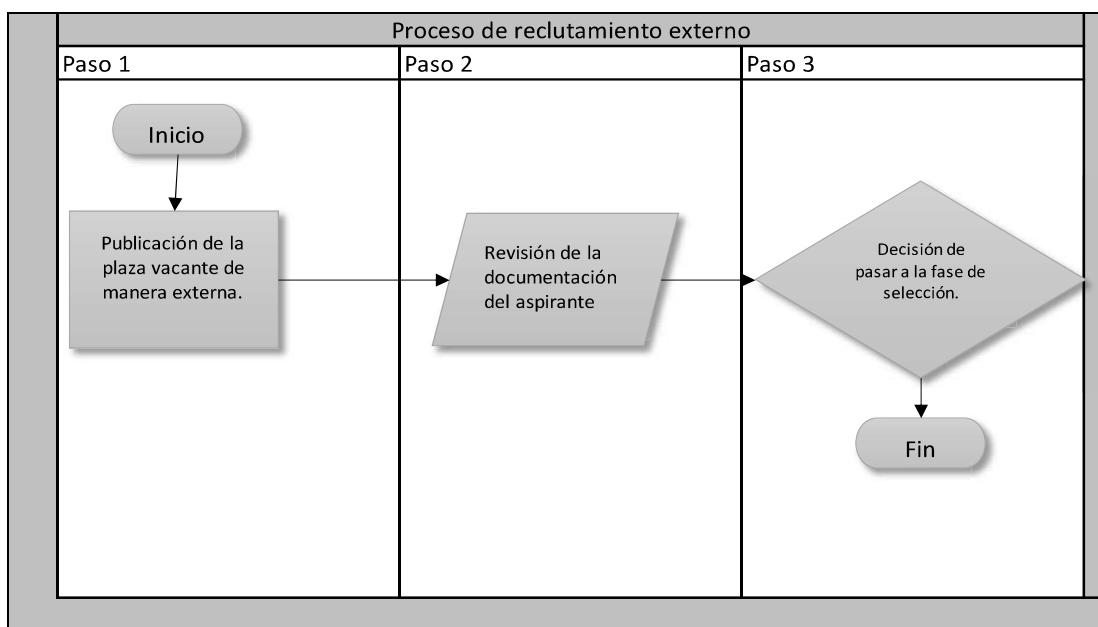 Proceso de reclutamiento externo
Paso 1
Paso 2
Paso 3
Inicio
Publicación de la
plaza vacante de
manera externa.
Revisión de la
documentación
del aspirante
Decisión de
pasar a la fase de
selección.
Fin